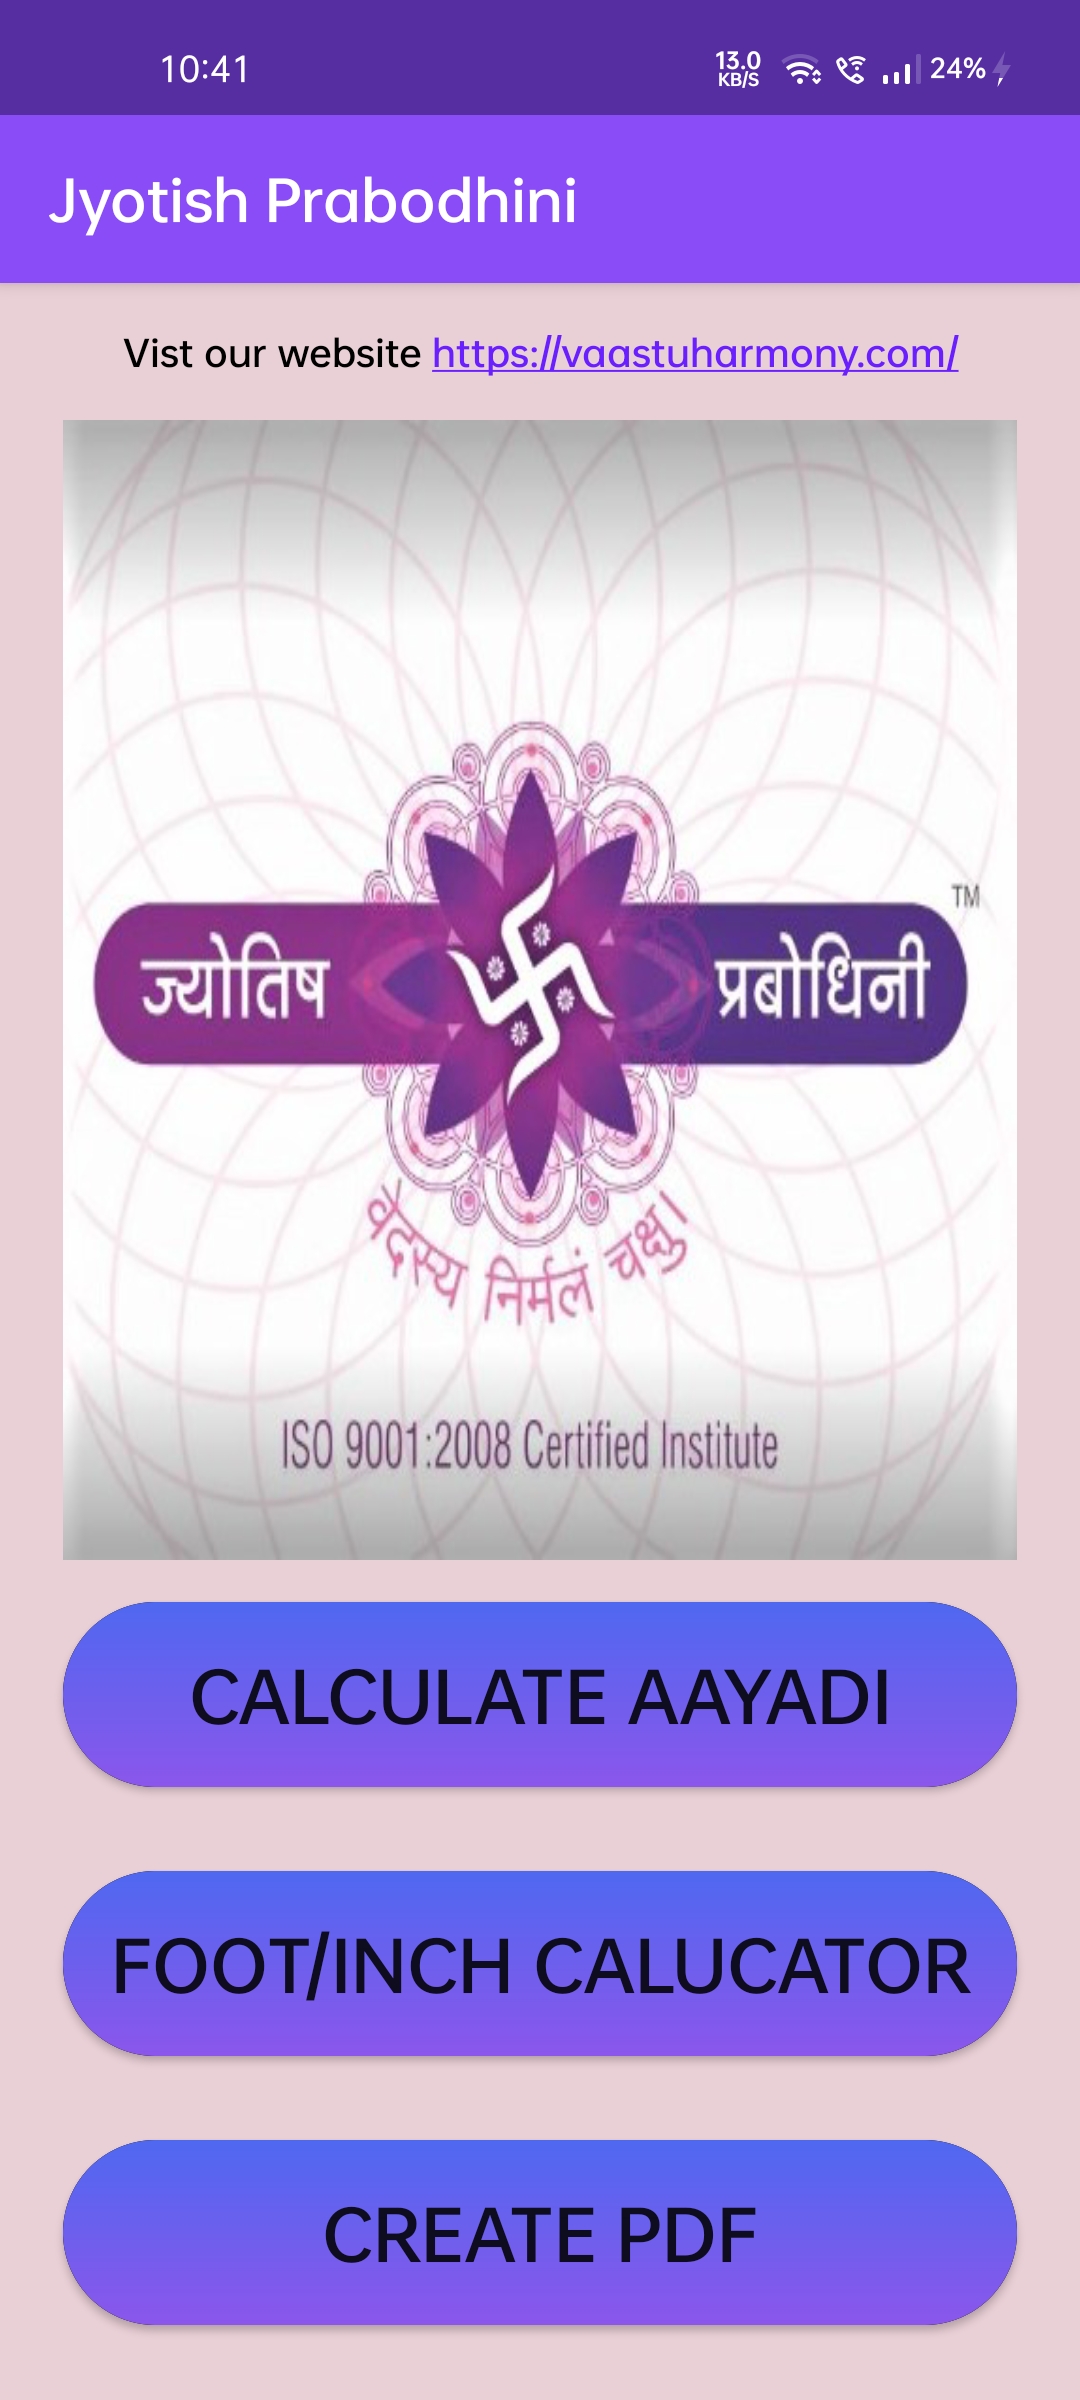 10:41
13.0
KB/S
24%
Jyotish Prabodhini
Vist our website https://vaastuharmony.com/
TM
ज्योतिष प्रबोधिनी
वेदस्य निर्मलं चक्षु।
ISO 9001:2008 Certified Institute
CALCULATE AAYADI
FOOT/INCH CALUCATOR
CREATE PDF